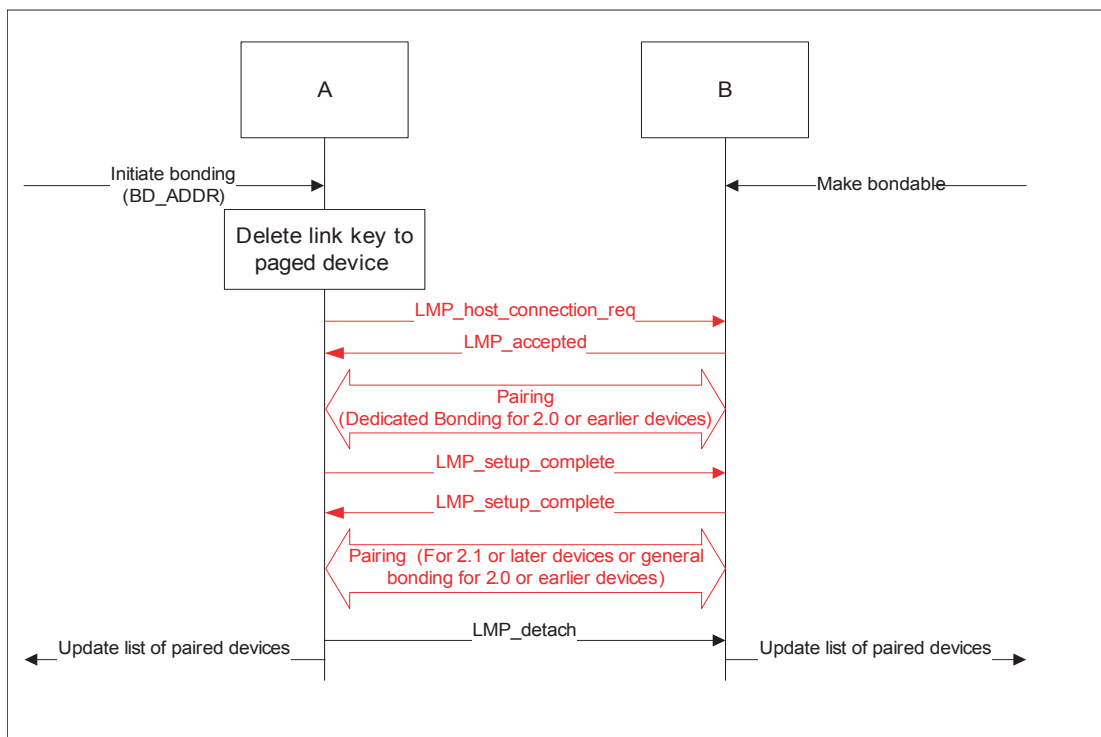 A
B
Initiate bonding
(BD_ADDR)
Make bondable
Delete link key to
paged device
LMP_host_connection_req
LMP_accepted
Pairing
(Dedicated Bonding for 2.0 or earlier devices)
LMP_setup_complete
LMP_setup_complete
Pairing (For 2.1 or later devices or general
bonding for 2.0 or earlier devices)
LMP_detach
Update list of paired devices
Update list of paired devices